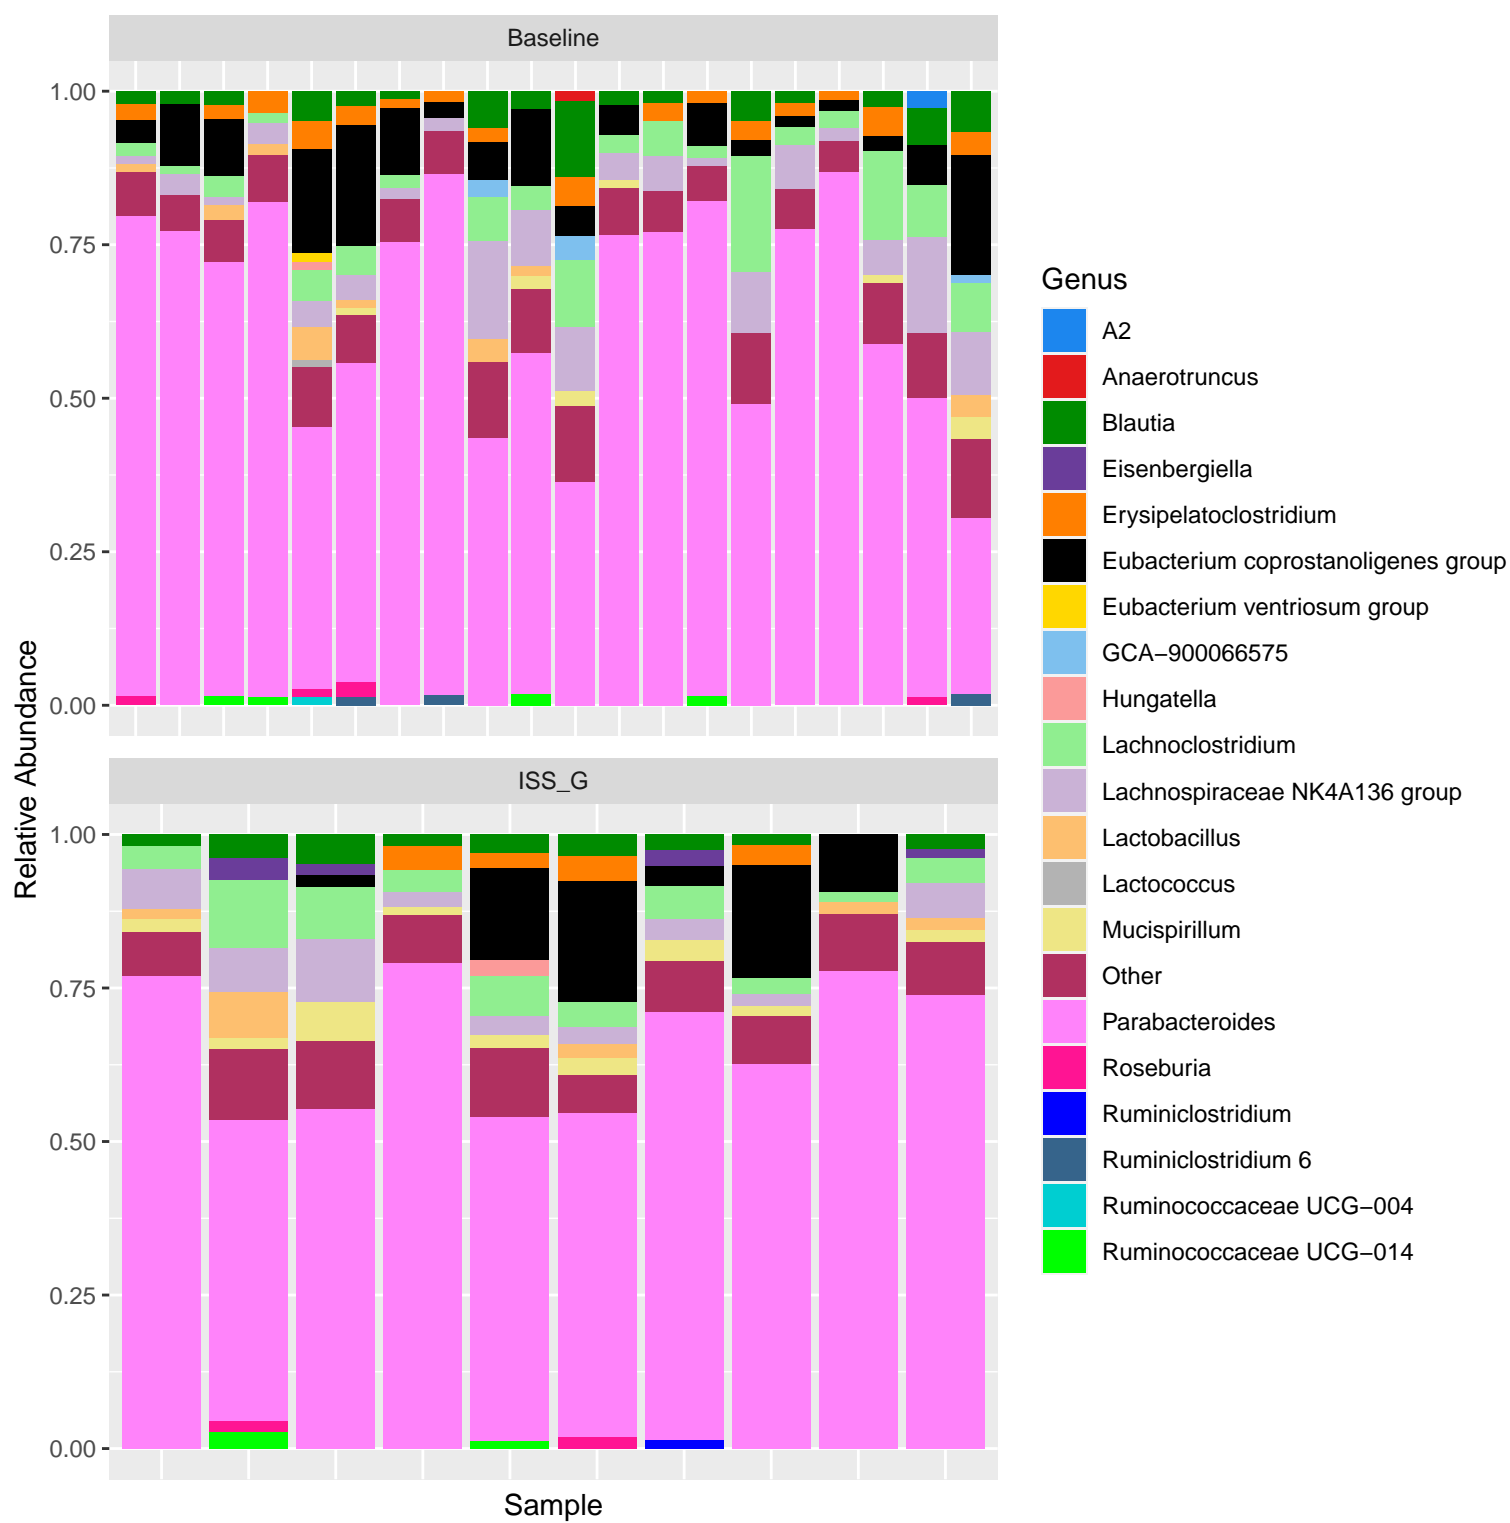 Baseline
1.00
0.75
0.50
0.25
0.00
ISS_G
1.00
0.75
0.50
0.25
0.00
Relative Abundance
Sample
Genus
A2
Anaerotruncus
Blautia
Eisenbergiella
Erysipelatoclostridium
Eubacterium coprostanoligenes group
Eubacterium ventriosum group
GCA−900066575
Hungatella
Lachnoclostridium
Lachnospiraceae NK4A136 group
Lactobacillus
Lactococcus
Mucispirillum
Other
Parabacteroides
Roseburia
Ruminiclostridium
Ruminiclostridium 6
Ruminococcaceae UCG−004
Ruminococcaceae UCG−014